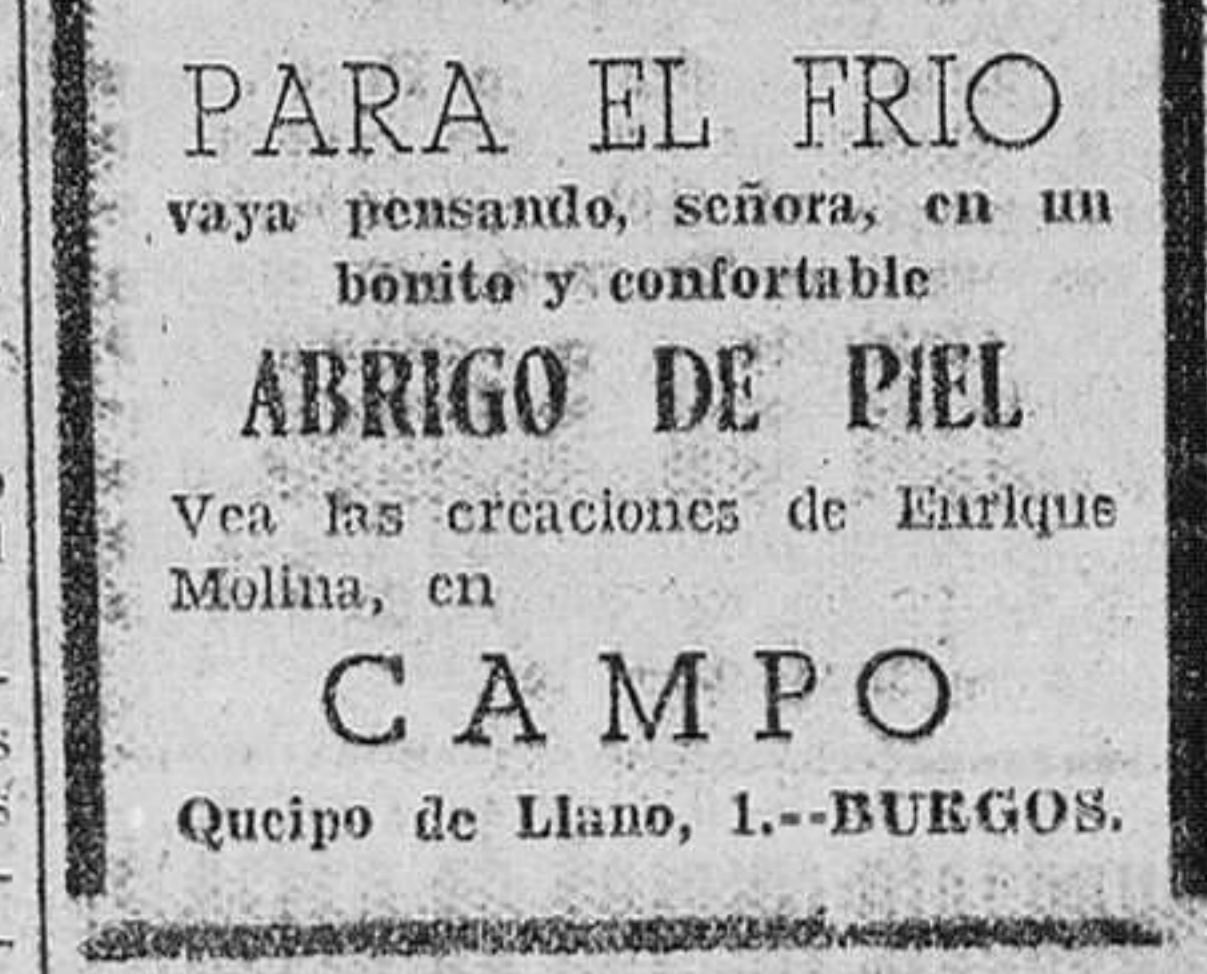 PARA EL FRIO
vaya pensando, señora, en un
bonito y confortable
ABRIGO DE PIEL
Vea las creaciones de Enrique
Molina, en
CAMPO
Queipo de Llano, 1.--BURGOS.